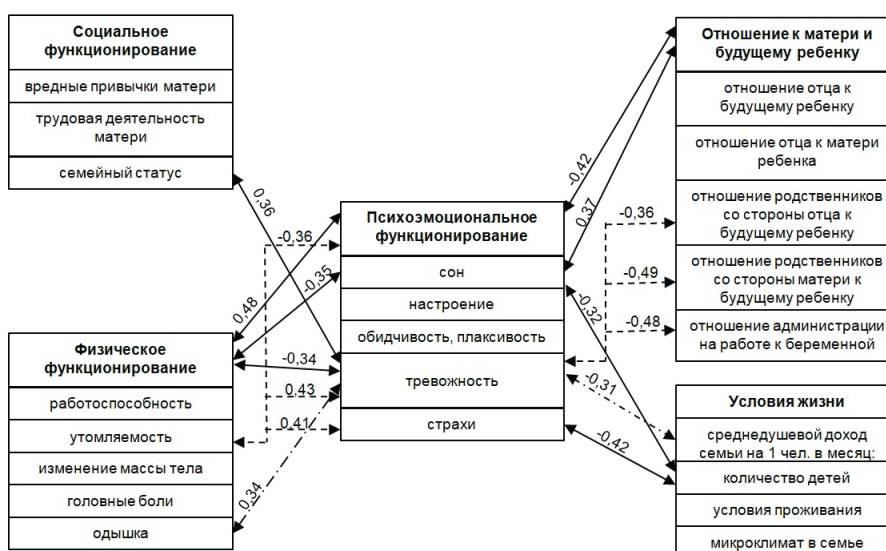 Социальное
функционирование
вредные привычки матери
трудовая деятельность
матери
семейный статус
Физическое
функционирование
работоспособность
утомляемость
изменение массы тела
головные боли
одышка
0,36
-0,36
-0,35
0,48
-0,34
0,43
0,41
0,34
Психоэмоциональное
функционирование
сон
настроение
обидчивость, плаксивость
тревожность
страхи
-0,42
0,37
-0,36
-0,49
-0,48
-0,32
-0,31
-0,42
Отношение к матери и
будущему ребенку
отношение отца к
будущему ребенку
отношение отца к матери
ребенка
отношение родственников
со стороны отца к
будущему ребенку
отношение родственников
со стороны матери к
будущему ребенку
отношение администрации
на работе к беременной
Условия жизни
среднедушевой доход
семьи на 1 чел. в месяц:
количество детей
условия проживания
микроклимат в семье